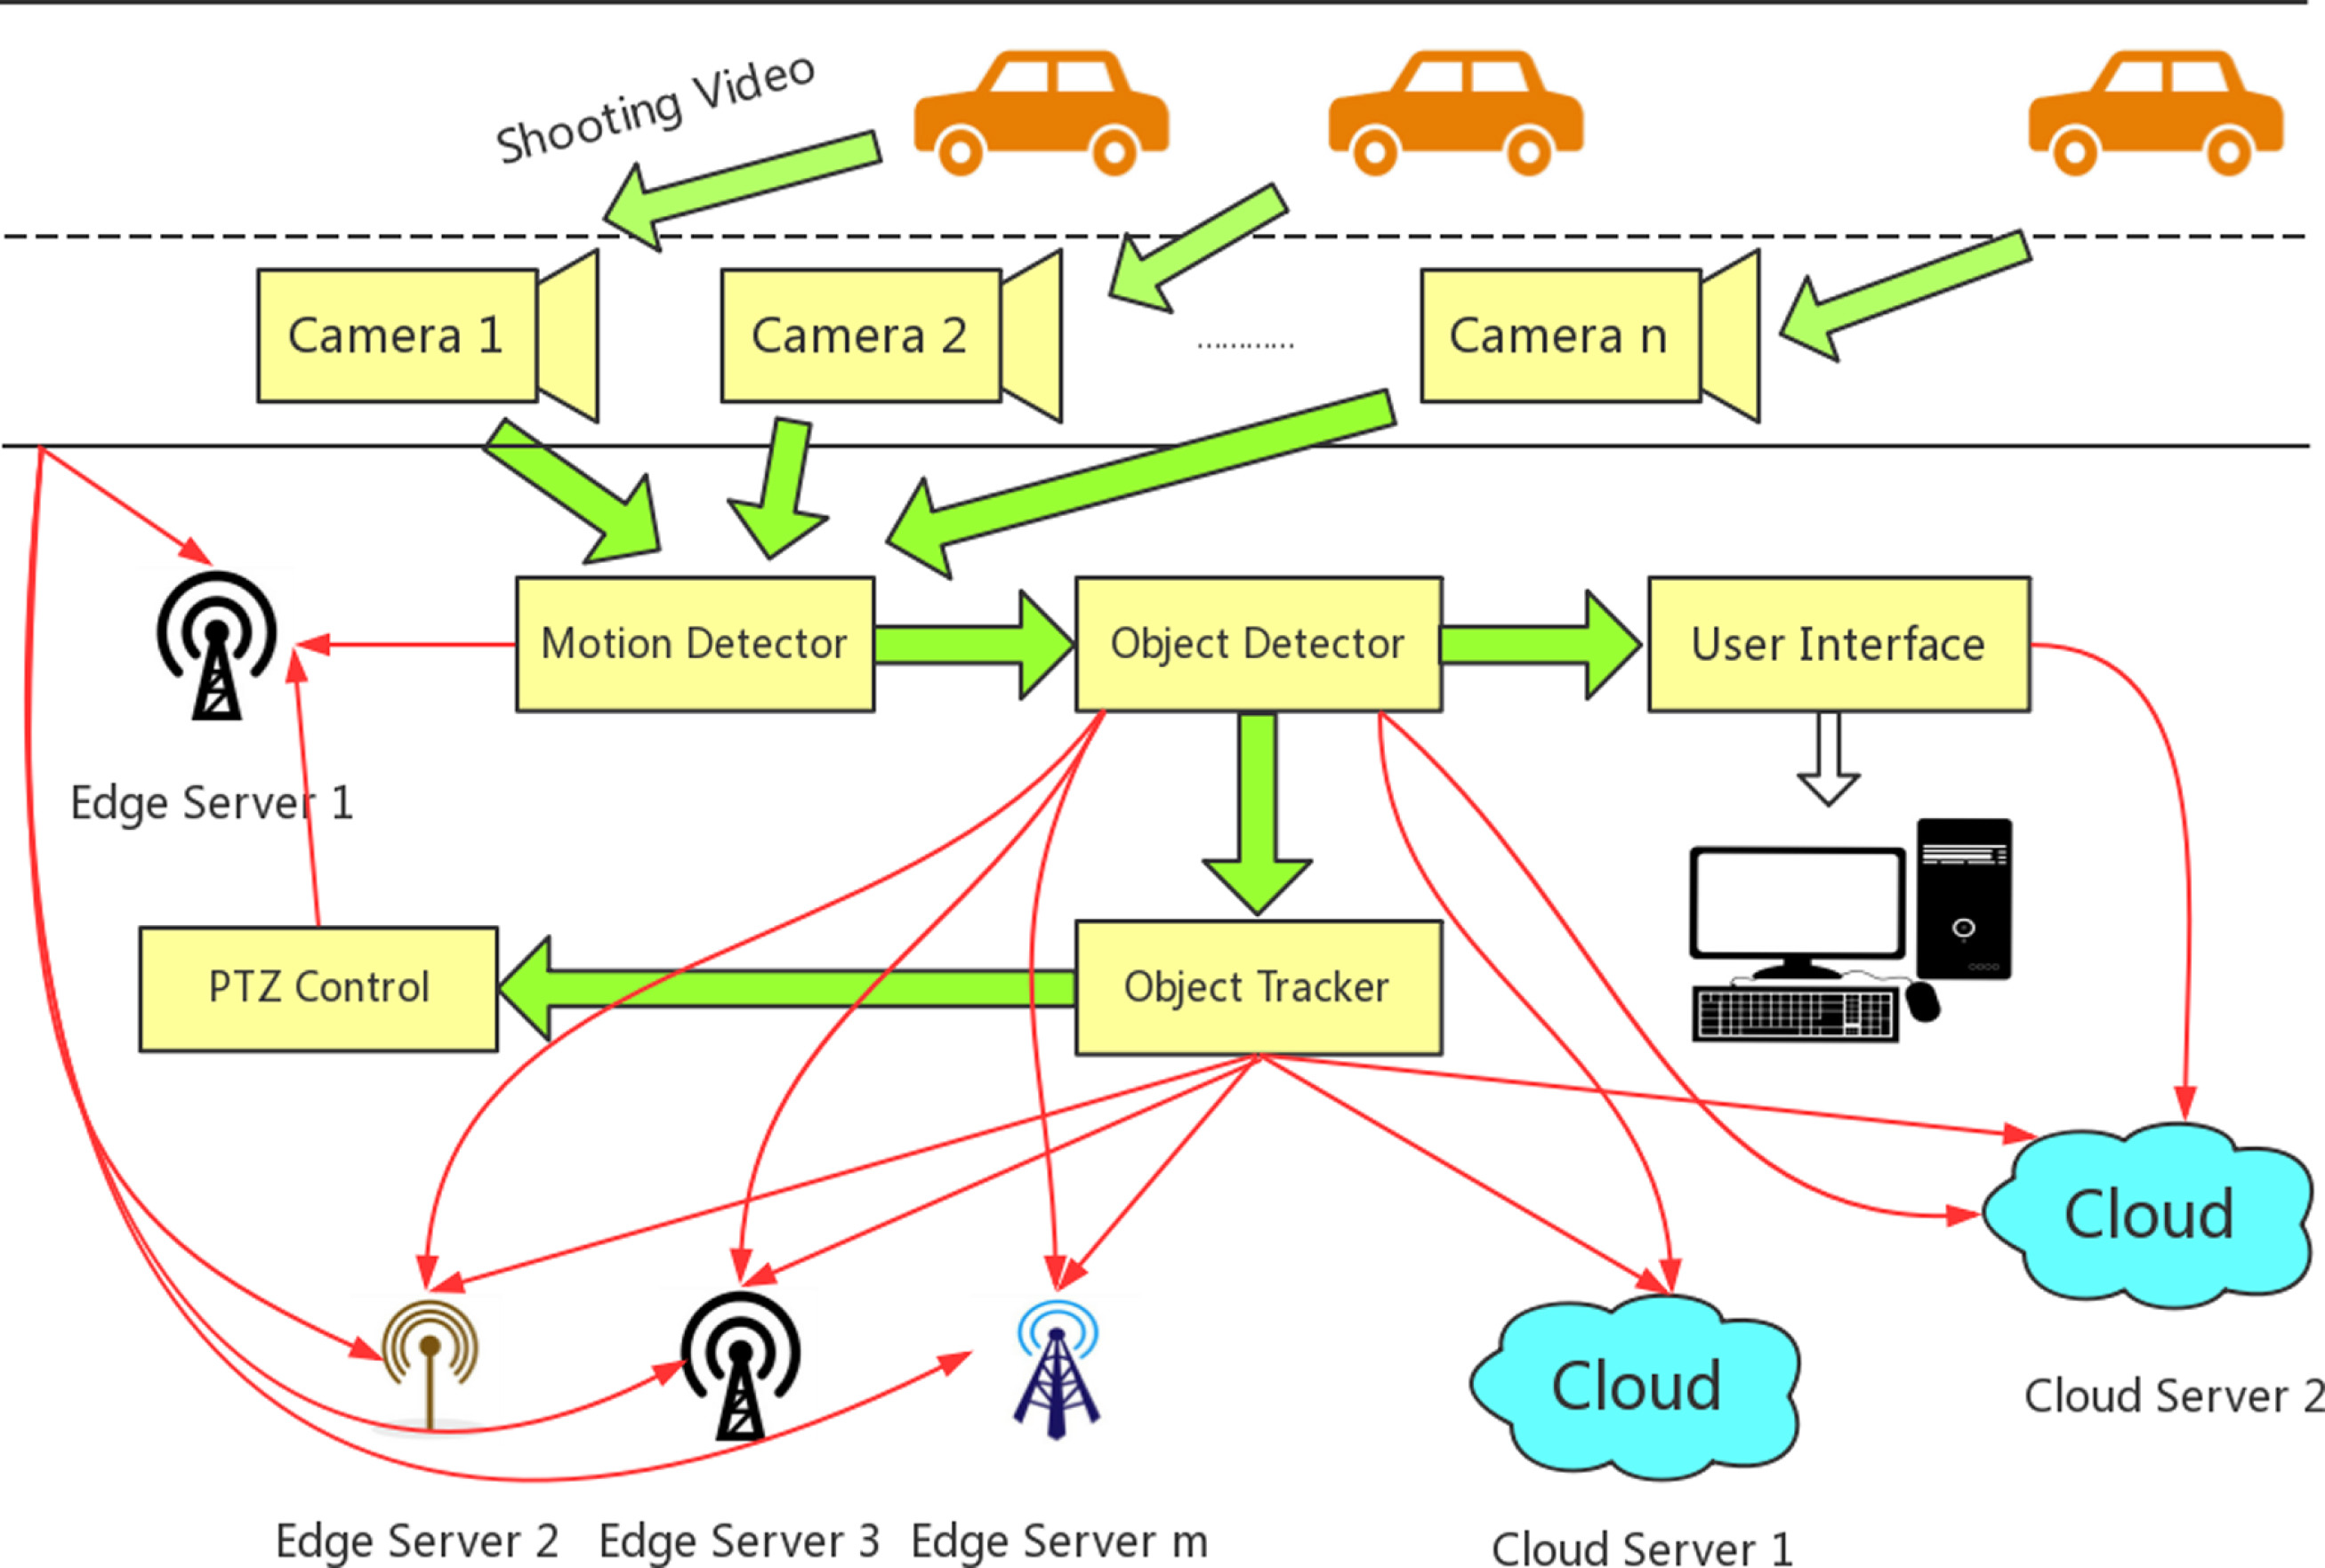 Shooting Video
Camera 1
Camera 2
............
Camera n
Motion Detector
Object Detector
User Interface
Edge Server 1
PTZ Control
Object Tracker
Cloud
Cloud
Cloud Server 2
Edge Server 2
Edge Server 3
Edge Server m
Cloud Server 1